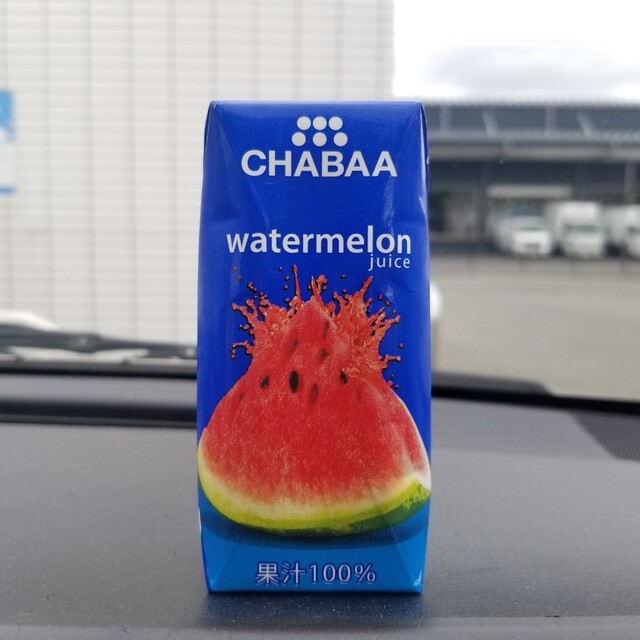 CHABAA
watermelon
juice
果汁100%